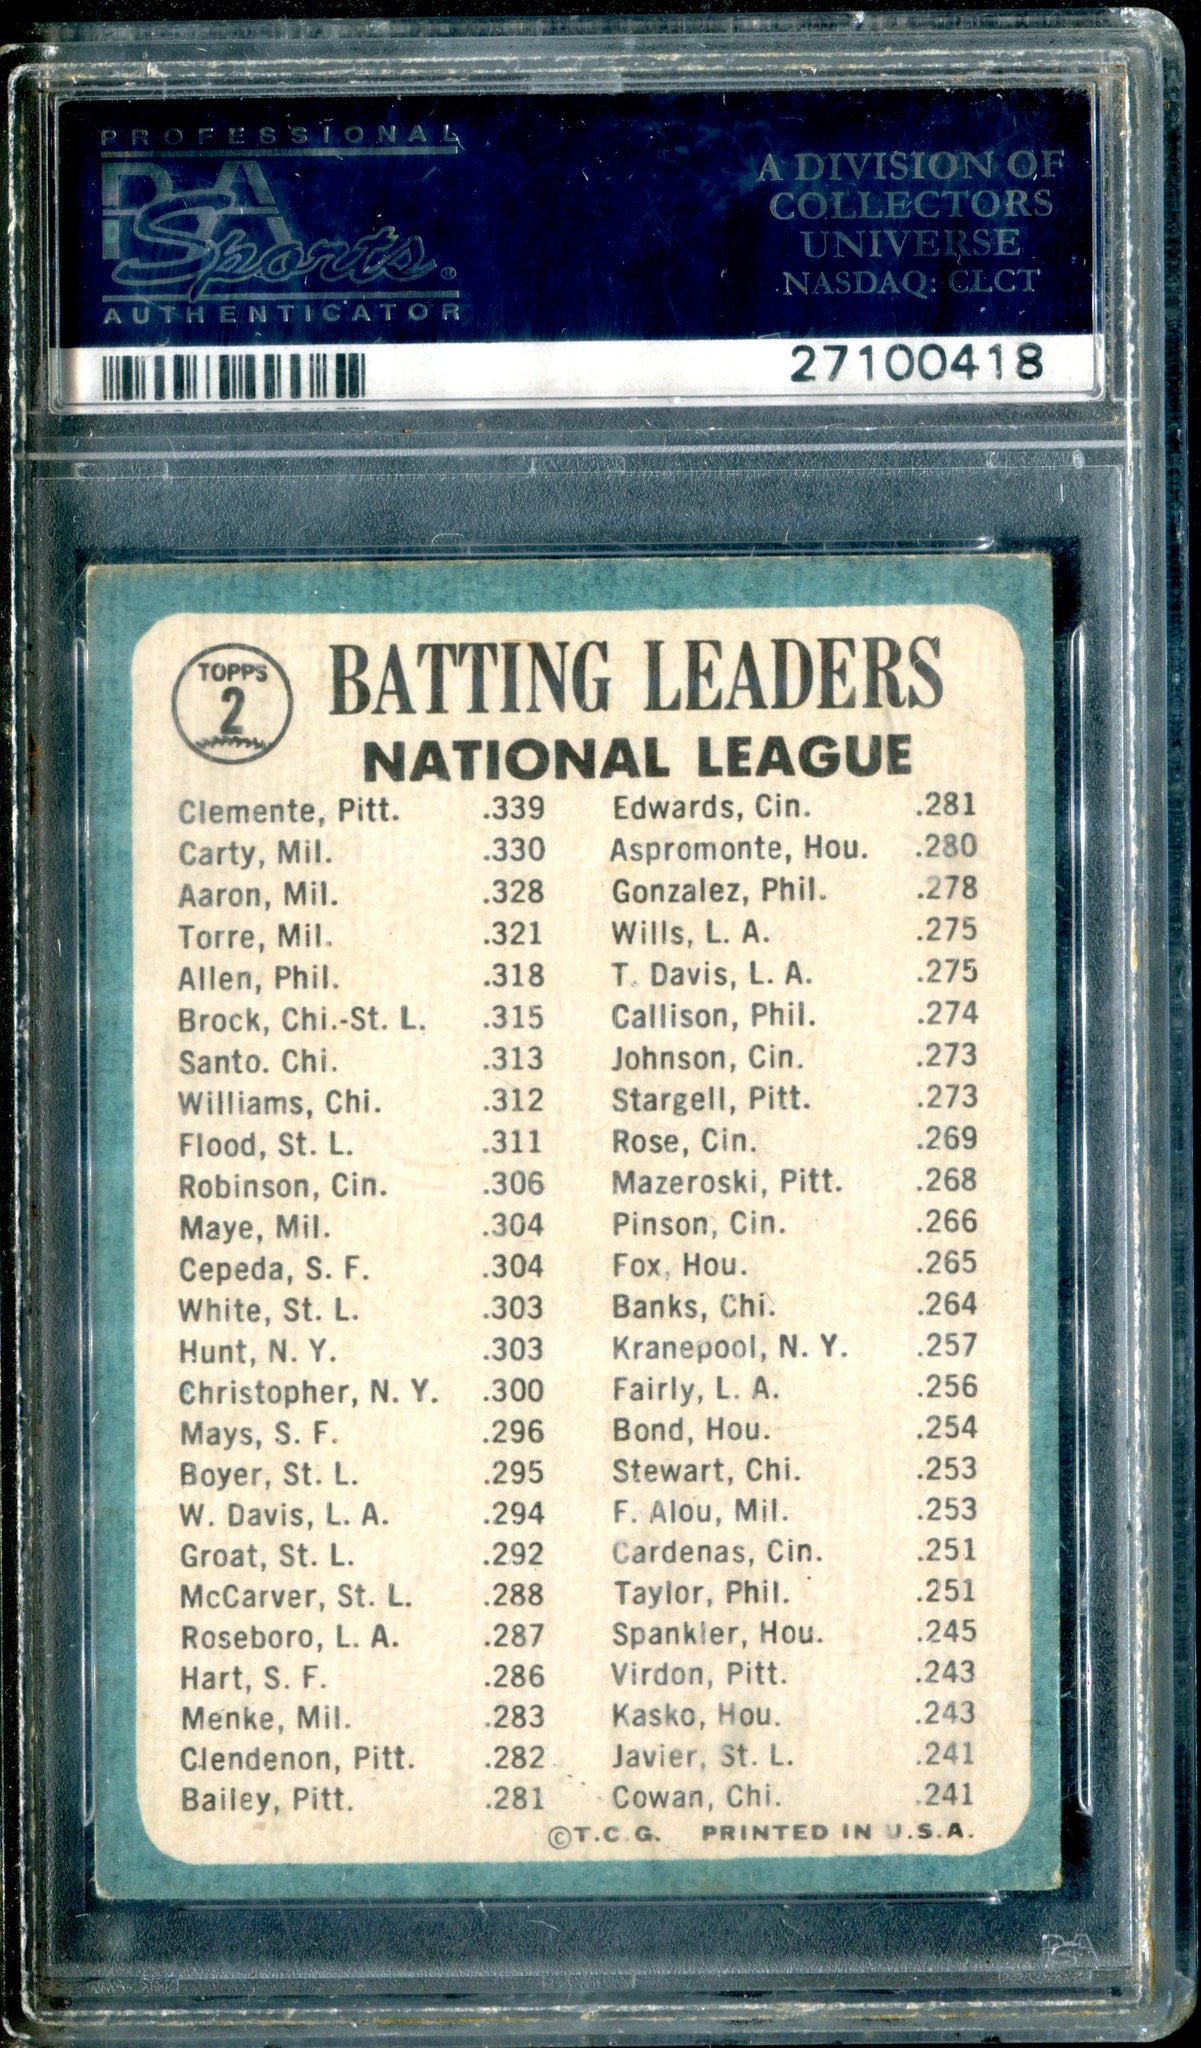 PROFESSIONAL
PSA
Sports®
AUTHENTICATOR
A DIVISION OF
COLLECTORS
UNIVERSE
NASDAQ: CLCT
27100418
TOPPS
2
BATTING LEADERS
NATIONAL LEAGUE
Clemente, Pitt. .339
Carty, Mil. .330
Aaron, Mil. .328
Torre, Mil. .321
Allen, Phil. .318
Brock, Chi.-St. L. .315
Santo. Chi. .313
Williams, Chi. .312
Flood, St. L. .311
Robinson, Cin. .306
Maye, Mil. .304
Cepeda, S. F. .304
White, St. L. .303
Hunt, N. Y. .303
Christopher, N. Y. .300
Mays, S. F. .296
Boyer, St. L. .295
W. Davis, L. A. .294
Groat, St. L. .292
McCarver, St. L. .288
Roseboro, L. A. .287
Hart, S. F. .286
Menke, Mil. .283
Clendenon, Pitt. .282
Bailey, Pitt. .281
Edwards, Cin. .281
Aspromonte, Hou. .280
Gonzalez, Phil. .278
Wills, L. A. .275
T. Davis, L. A. .275
Callison, Phil. .274
Johnson, Cin. .273
Stargell, Pitt. .273
Rose, Cin. .269
Mazeroski, Pitt. .268
Pinson, Cin. .266
Fox, Hou. .265
Banks, Chi. .264
Kranepool, N. Y. .257
Fairly, L. A. .256
Bond, Hou. .254
Stewart, Chi. .253
F. Alou, Mil. .253
Cardenas, Cin. .251
Taylor, Phil. .251
Spankler, Hou. .245
Virdon, Pitt. .243
Kasko, Hou. .243
Javier, St. L. .241
Cowan, Chi. .241
©T.C.G. PRINTED IN U.S.A.
PSA